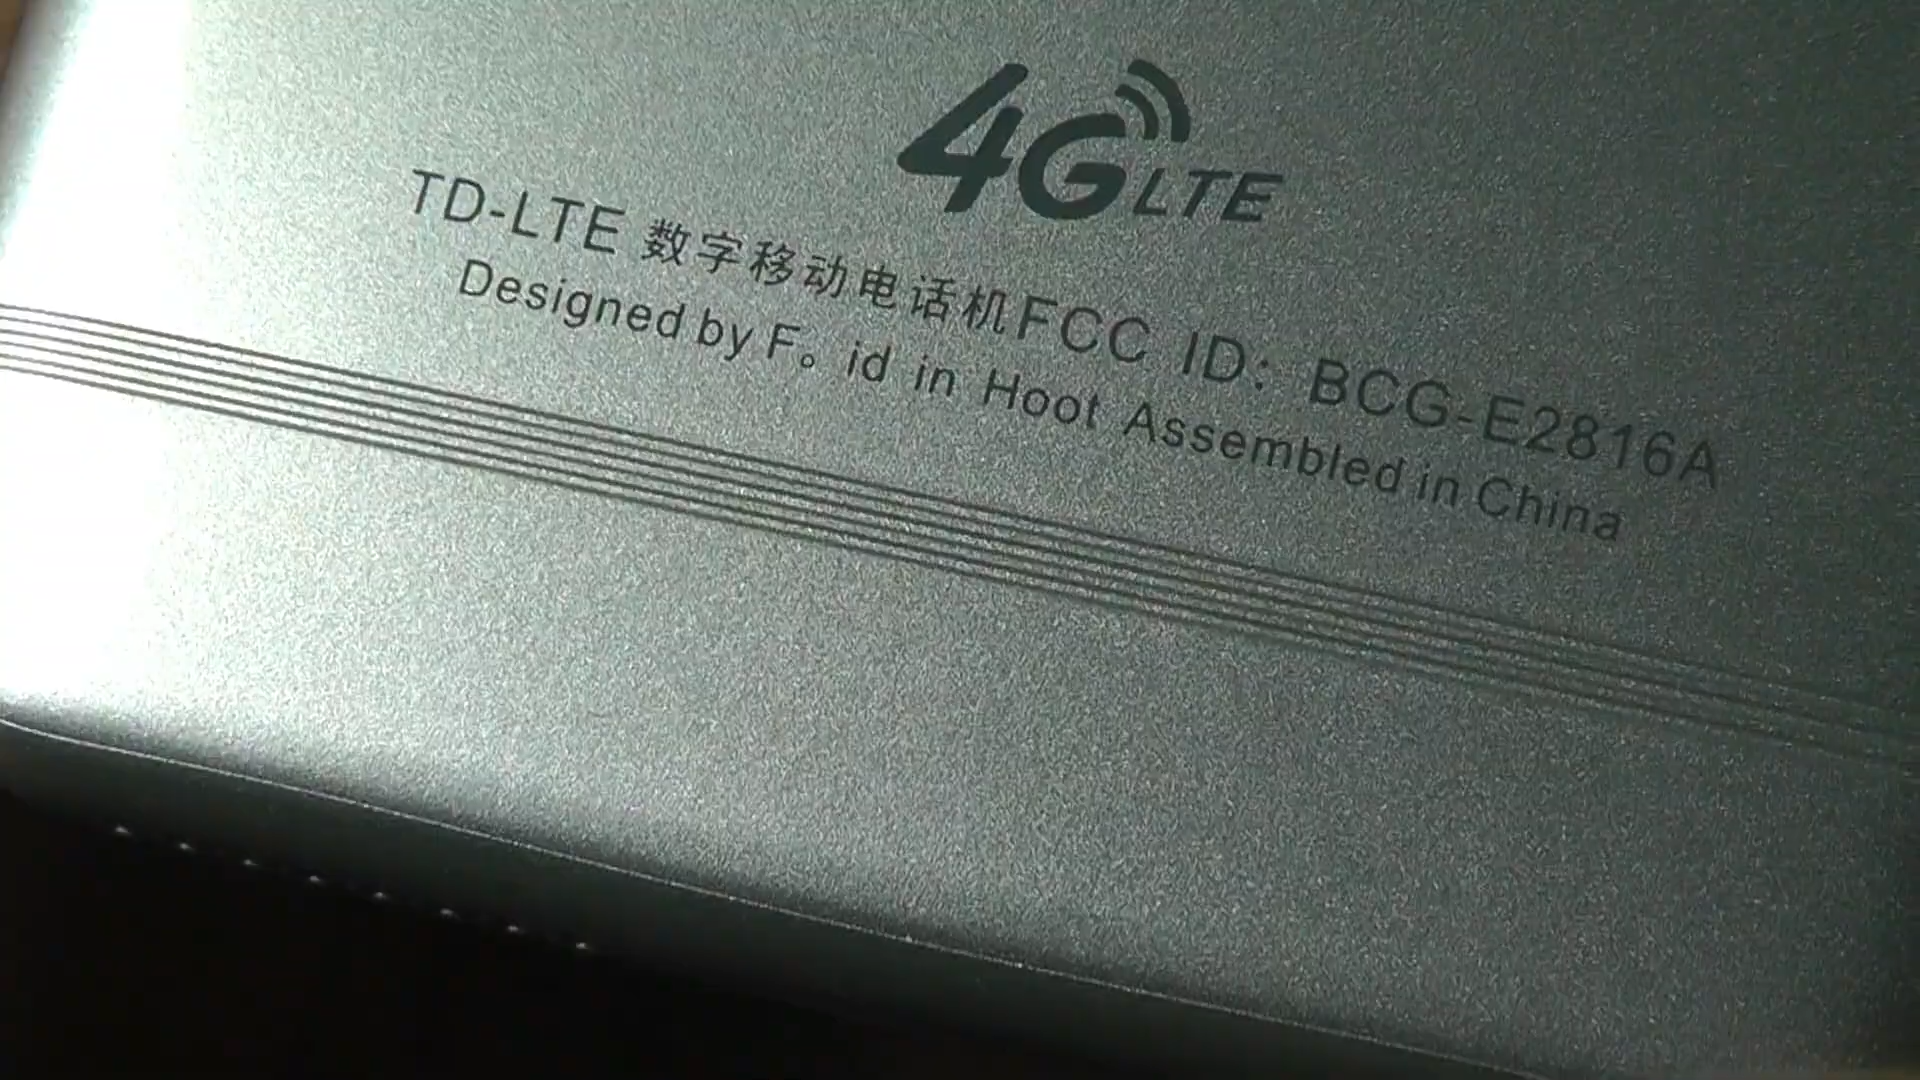 4G LTE
TD-LTE 数字移动电话机FCC ID: BCG-E2816A
Designed by F。 id in Hoot Assembled in China